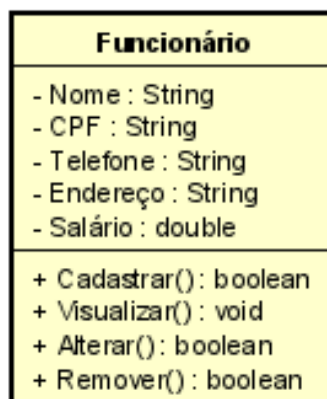 Funcionário
- Nome : String
- CPF : String
- Telefone : String
- Endereço : String
- Salário : double
+ Cadastrar() : boolean
+ Visualizar() : void
+ Alterar() : boolean
+ Remover() : boolean